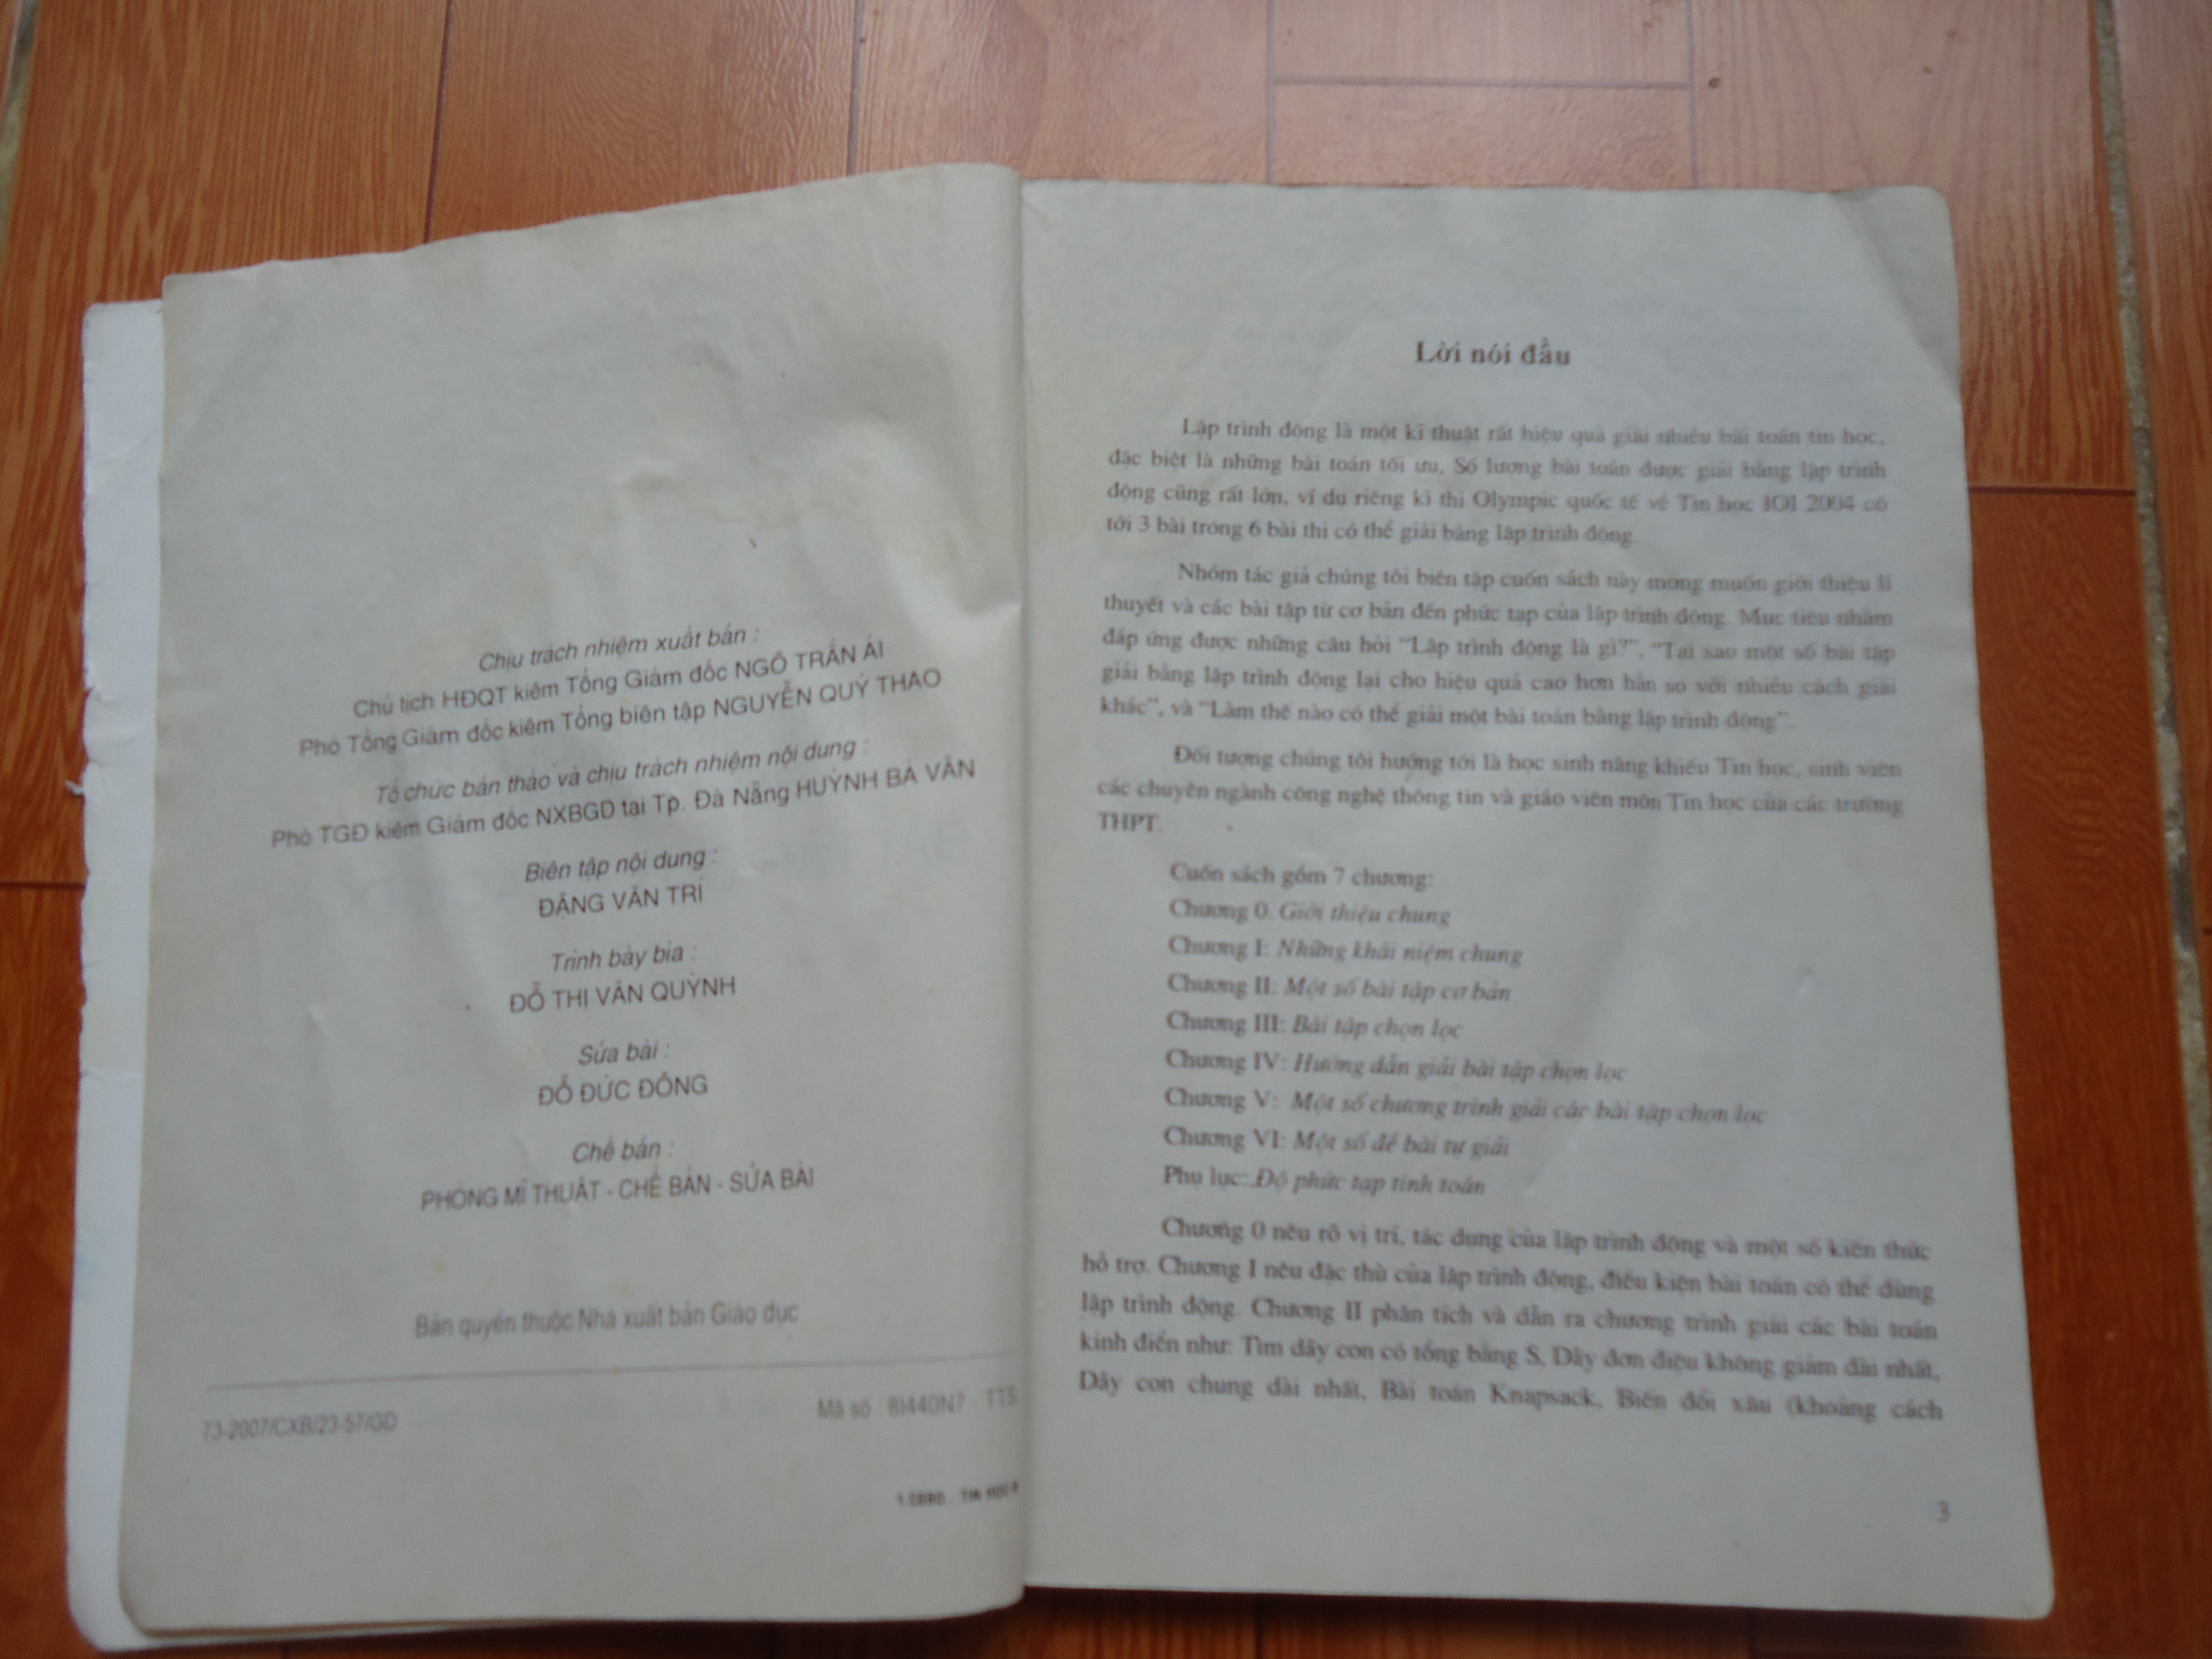 Chịu trách nhiệm xuất bản :
Chủ tịch HĐQT kiêm Tổng Giám đốc NGÔ TRẦN ÁI
Phó Tổng Giám đốc kiêm Tổng biên tập NGUYỄN QUÝ THAO
Tổ chức bản thảo và chịu trách nhiệm nội dung :
Phó TGĐ kiêm Giám đốc NXBGD tại Tp. Đà Nẵng HUỲNH BÁ VÂN
Biên tập nội dung :
ĐẶNG VĂN TRÍ
Trình bày bìa :
ĐỖ THỊ VÂN QUỲNH
Sửa bài :
ĐỖ ĐỨC ĐÔNG
Chế bản :
PHÒNG MĨ THUẬT - CHẾ BẢN - SỬA BÀI
Bản quyền thuộc Nhà xuất bản Giáo dục
73-2007/CXB/23-57/GD
Mã số : 8I440N7 - TTS
Lời nói đầu
Lập trình động là một kĩ thuật rất hiệu quả giải nhiều bài toán tin học,
đặc biệt là những bài toán tối ưu. Số lượng bài toán được giải bằng lập trình
động cũng rất lớn, ví dụ riêng kì thi Olympic quốc tế về Tin học IOI 2004 có
tới 3 bài trong 6 bài thi có thể giải bằng lập trình động.
Nhóm tác giả chúng tôi biên tập cuốn sách này mong muốn giới thiệu lí
thuyết và các bài tập từ cơ bản đến phức tạp của lập trình động. Mục tiêu nhằm
đáp ứng được những câu hỏi “Lập trình động là gì?”, “Tại sao một số bài tập
giải bằng lập trình động lại cho hiệu quả cao hơn hẳn so với nhiều cách giải
khác”, và “Làm thế nào có thể giải một bài toán bằng lập trình động”.
Đối tượng chúng tôi hướng tới là học sinh năng khiếu Tin học, sinh viên
các chuyên ngành công nghệ thông tin và giáo viên môn Tin học của các trường
THPT.
Cuốn sách gồm 7 chương:
Chương 0. Giới thiệu chung
Chương I: Những khái niệm chung
Chương II: Một số bài tập cơ bản
Chương III: Bài tập chọn lọc
Chương IV: Hướng dẫn giải bài tập chọn lọc
Chương V: Một số chương trình giải các bài tập chọn lọc
Chương VI: Một số đề bài tự giải
Phụ lục: Độ phức tạp tính toán
Chương 0 nêu rõ vị trí, tác dụng của lập trình động và một số kiến thức
hỗ trợ. Chương I nêu đặc thù của lập trình động, điều kiện bài toán có thể dùng
lập trình động. Chương II phân tích và dẫn ra chương trình giải các bài toán
kinh điển như: Tìm dãy con có tổng bằng S, Dãy đơn điệu không giảm dài nhất,
Dãy con chung dài nhất, Bài toán Knapsack, Biến đổi xâu (khoảng cách
3